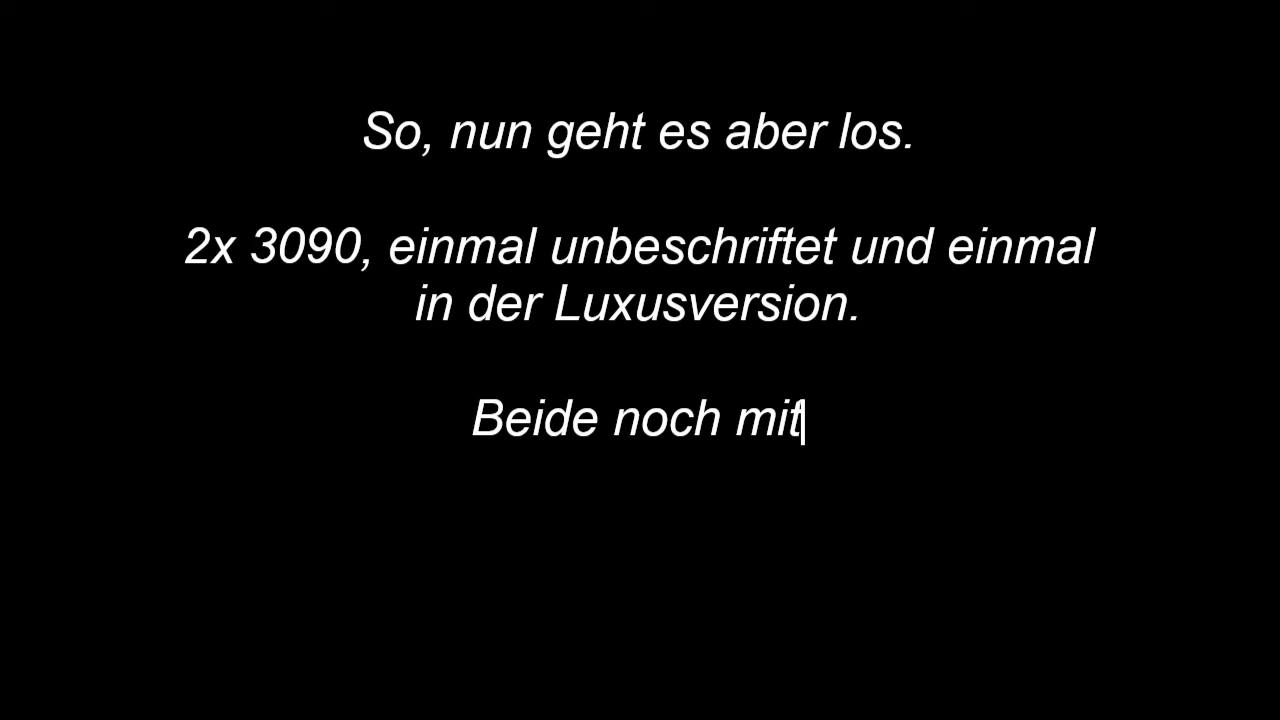 So, nun geht es aber los.
2x 3090, einmal unbeschriftet und einmal
in der Luxusversion.
Beide noch mit